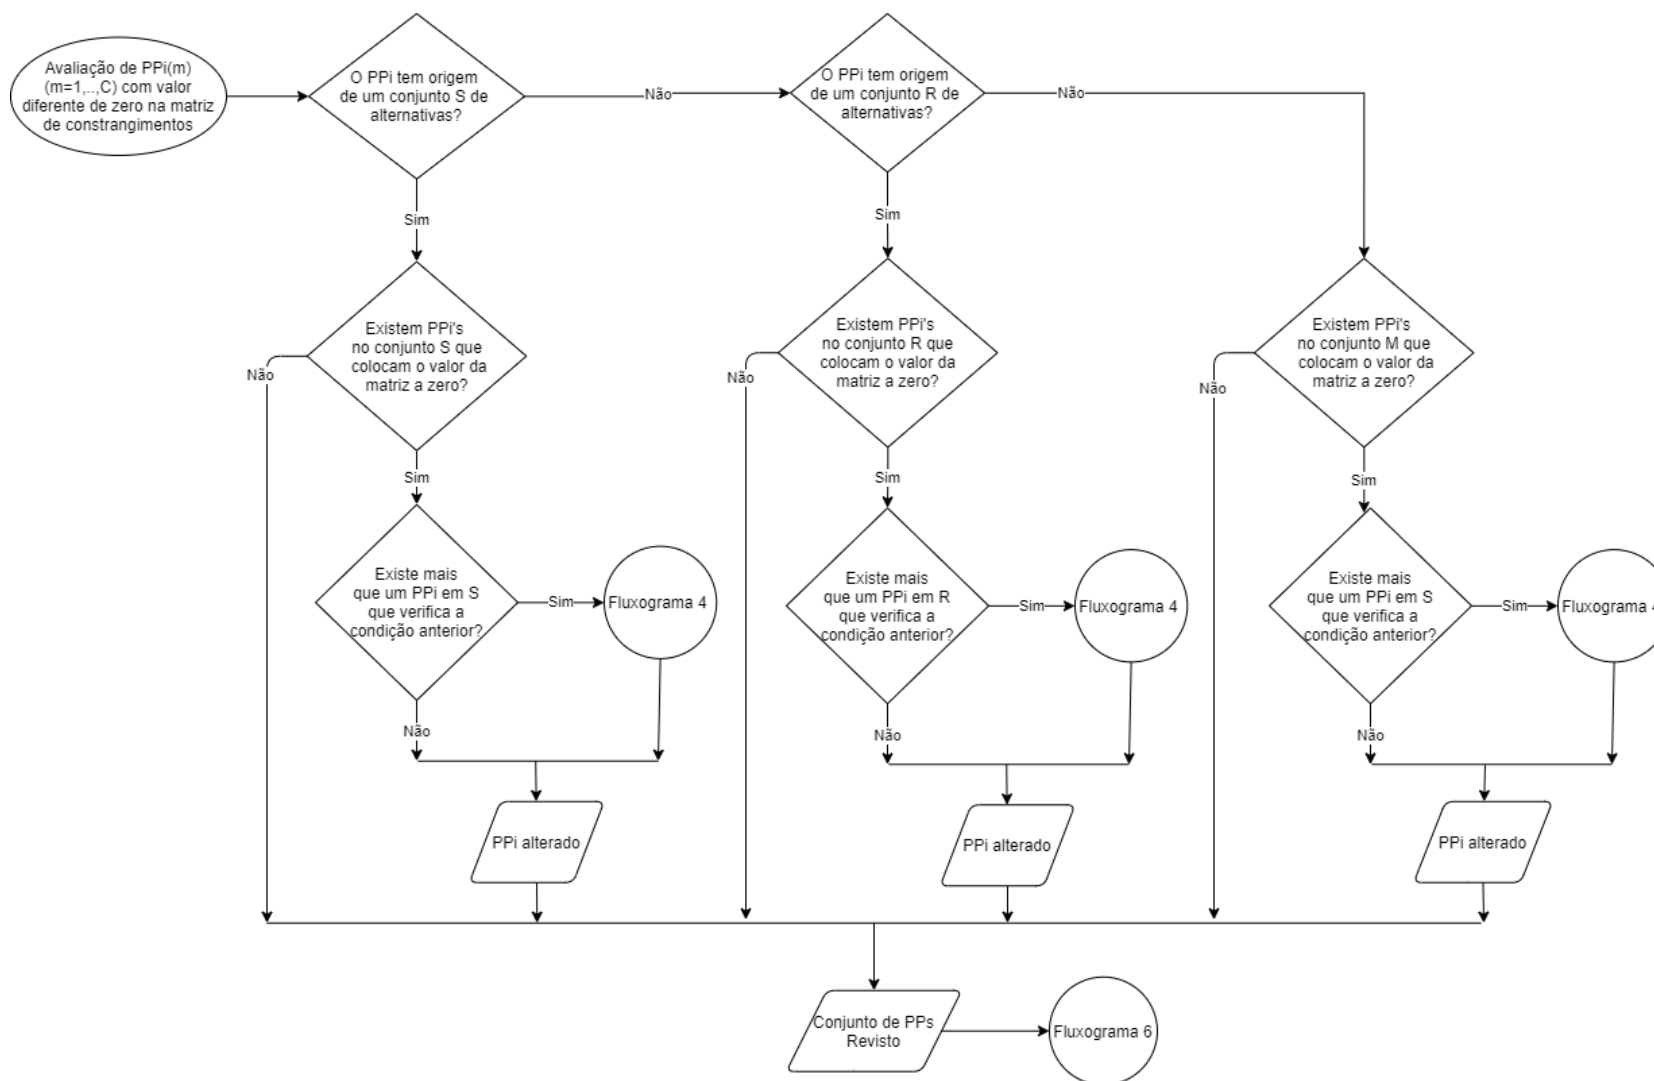 Avaliação de PPi(m)
(m=1,..,C) com valor
diferente de zero na matriz
de constrangimentos
O PPi tem origem
de um conjunto S de
alternativas?
Não
O PPi tem origem
de um conjunto R de
alternativas?
Não
Sim
Sim
Existem PPi's
no conjunto S que
colocam o valor da
matriz a zero?
Não
Existem PPi's
no conjunto R que
colocam o valor da
matriz a zero?
Não
Existem PPi's
no conjunto M que
colocam o valor da
matriz a zero?
Não
Sim
Sim
Sim
Existe mais
que um PPi em S
que verifica a
condição anterior?
Sim
Fluxograma 4
Existe mais
que um PPi em R
que verifica a
condição anterior?
Sim
Fluxograma 4
Existe mais
que um PPi em S
que verifica a
condição anterior?
Sim
Fluxograma 4
Não
Não
Não
PPi alterado
PPi alterado
PPi alterado
Conjunto de PPs
Revisto
Fluxograma 6